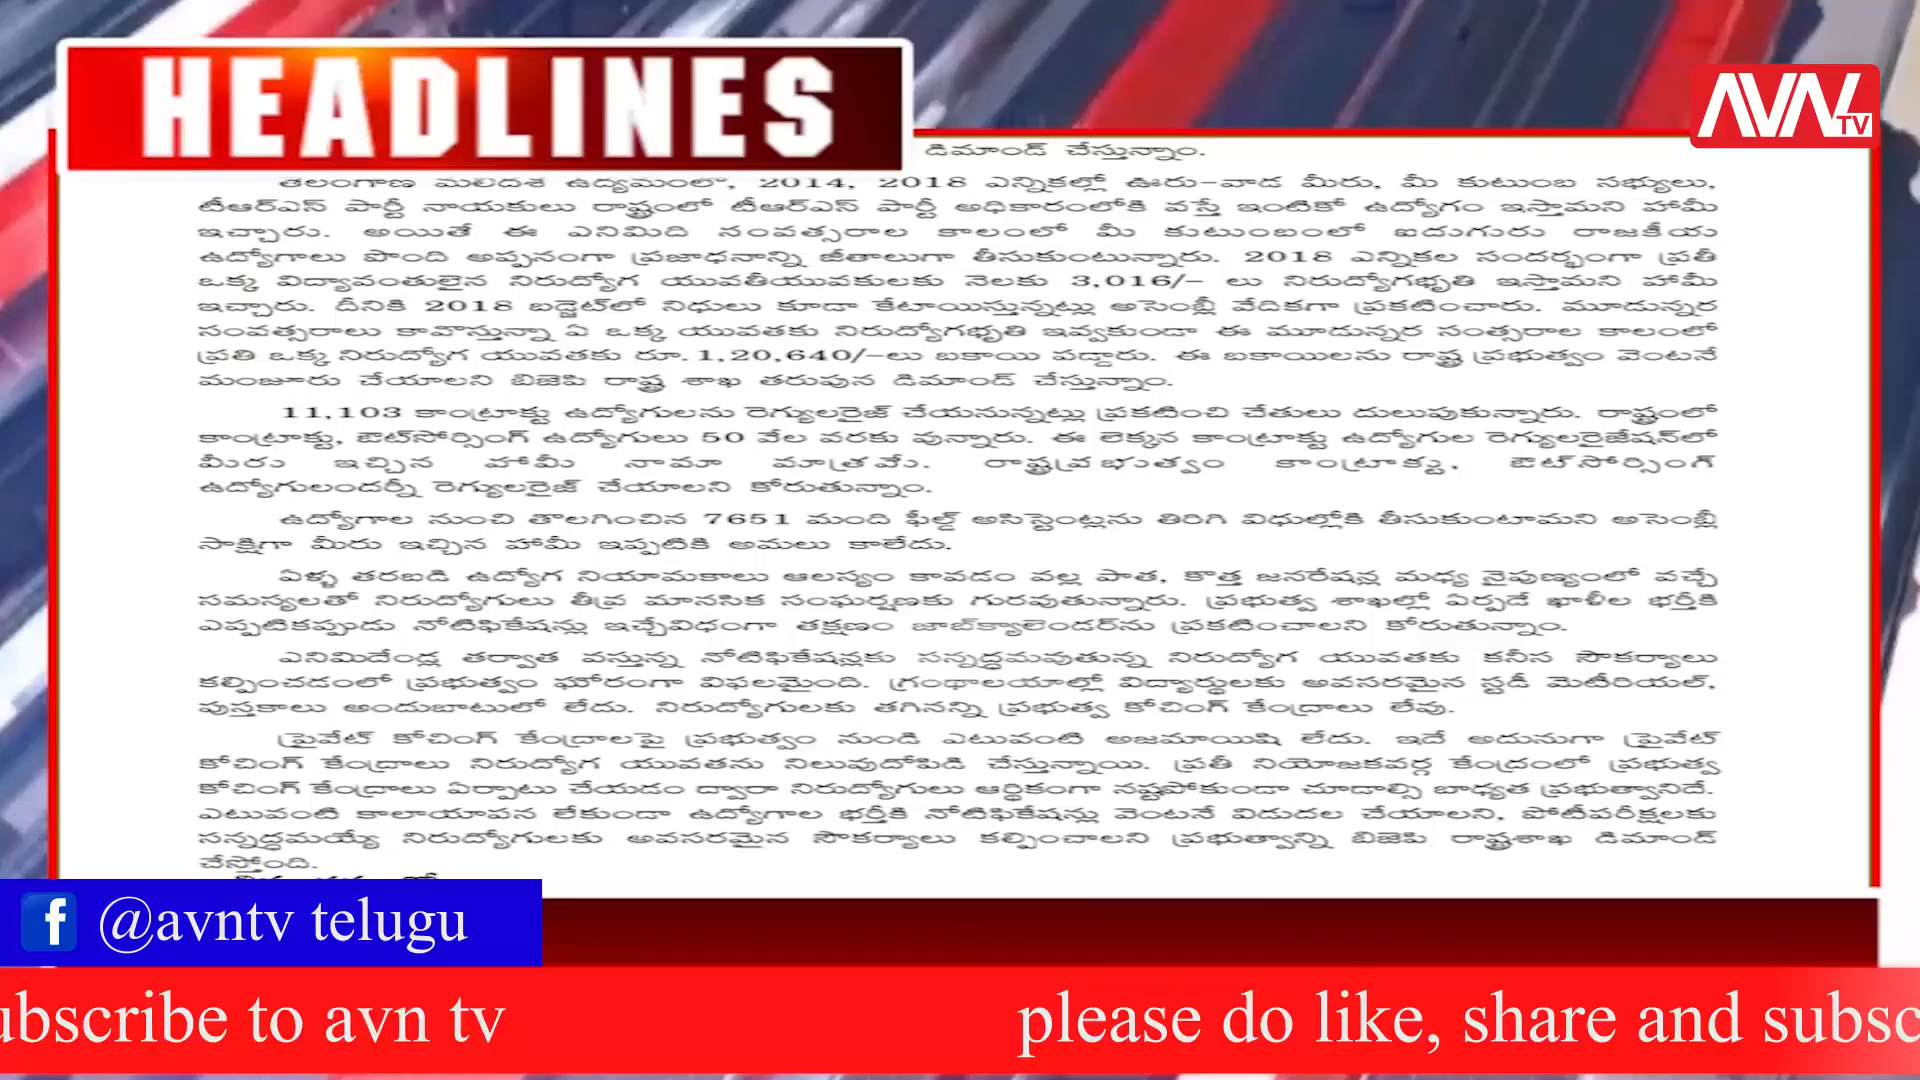 HEADLINES
AVN TV
డిమాండ్ చేస్తున్నాం.
తెలంగాణ మలిదశ ఉద్యమంలో, 2014, 2018 ఎన్నికల్లో ఊరు-వాడ మీరు, మీ కుటుంబ సభ్యులు,
టీఆర్ఎస్ పార్టీ నాయకులు రాష్ట్రంలో టీఆర్ఎస్ పార్టీ అధికారంలోకి వస్తే ఇంటికో ఉద్యోగం ఇస్తామని హామీ
ఇచ్చారు. అయితే ఈ ఎనిమిది సంవత్సరాల కాలంలో మీ కుటుంబంలో ఐదుగురు రాజకీయ
ఉద్యోగాలు పొంది అప్పనంగా ప్రజాధనాన్ని జీతాలుగా తీసుకుంటున్నారు. 2018 ఎన్నికల సందర్భంగా ప్రతీ
ఒక్క విద్యావంతులైన నిరుద్యోగ యువతీయువకులకు నెలకు 3,016/- లు నిరుద్యోగభృతి ఇస్తామని హామీ
ఇచ్చారు. దీనికి 2018 బడ్జెట్‌లో నిధులు కూడా కేటాయిస్తున్నట్లు అసెంబ్లీ వేదికగా ప్రకటించారు. మూడున్నర
సంవత్సరాలు కావొస్తున్నా ఏ ఒక్క యువతకు నిరుద్యోగభృతి ఇవ్వకుండా ఈ మూడున్నర సంత్సరాల కాలంలో
ప్రతి ఒక్క నిరుద్యోగ యువతకు రూ. 1,20,640/-లు బకాయి పడ్డారు. ఈ బకాయిలను రాష్ట్ర ప్రభుత్వం వెంటనే
మంజూరు చేయాలని బిజెపి రాష్ట్ర శాఖ తరుపున డిమాండ్ చేస్తున్నాం.
11,103 కాంట్రాక్టు ఉద్యోగులను రెగ్యులరైజ్ చేయనున్నట్లు ప్రకటించి చేతులు దులుపుకున్నారు. రాష్ట్రంలో
కాంట్రాక్టు, ఔట్‌సోర్సింగ్ ఉద్యోగులు 50 వేల వరకు వున్నారు. ఈ లెక్కన కాంట్రాక్టు ఉద్యోగుల రెగ్యులరైజేషన్‌లో
మీరు ఇచ్చిన హామీ నామా మాత్రమే. రాష్ట్రప్రభుత్వం కాంట్రాక్టు, ఔట్‌సోర్సింగ్
ఉద్యోగులందర్నీ రెగ్యులరైజ్ చేయాలని కోరుతున్నాం.
ఉద్యోగాల నుంచి తొలగించిన 7651 మంది ఫీల్డ్ అసిస్టెంట్లను తిరిగి విధుల్లోకి తీసుకుంటామని అసెంబ్లీ
సాక్షిగా మీరు ఇచ్చిన హామీ ఇప్పటికి అమలు కాలేదు.
ఏళ్ళ తరబడి ఉద్యోగ నియామకాలు ఆలస్యం కావడం వల్ల పాత, కొత్త జనరేషన్ల మధ్య నైపుణ్యంలో వచ్చే
సమస్యలతో నిరుద్యోగులు తీవ్ర మానసిక సంఘర్షణకు గురవుతున్నారు. ప్రభుత్వ శాఖల్లో ఏర్పడే ఖాళీల భర్తీకి
ఎప్పటికప్పుడు నోటిఫికేషన్లు ఇచ్చేవిధంగా తక్షణం జాబ్‌క్యాలెండర్‌ను ప్రకటించాలని కోరుతున్నాం.
ఎనిమిదేండ్ల తర్వాత వస్తున్న నోటిఫికేషన్లకు సన్నద్ధమవుతున్న నిరుద్యోగ యువతకు కనీస సౌకర్యాలు
కల్పించడంలో ప్రభుత్వం ఘోరంగా విఫలమైంది. గ్రంథాలయాల్లో విద్యార్థులకు అవసరమైన స్టడీ మెటీరియల్,
పుస్తకాలు అందుబాటులో లేదు. నిరుద్యోగులకు తగినన్ని ప్రభుత్వ కోచింగ్ కేంద్రాలు లేవు.
ప్రైవేట్ కోచింగ్ కేంద్రాలపై ప్రభుత్వం నుండి ఎటువంటి అజమాయిషి లేదు. ఇదే అదునుగా ప్రైవేట్
కోచింగ్ కేంద్రాలు నిరుద్యోగ యువతను నిలువుదోపిడి చేస్తున్నాయి. ప్రతీ నియోజకవర్గ కేంద్రంలో ప్రభుత్వ
కోచింగ్ కేంద్రాలు ఏర్పాటు చేయడం ద్వారా నిరుద్యోగులు ఆర్థికంగా నష్టపోకుండా చూడాల్సి బాధ్యత ప్రభుత్వానిదే.
ఎటువంటి కాలాయాపన లేకుండా ఉద్యోగాల భర్తీకి నోటిఫికేషన్లు వెంటనే విడుదల చేయాలని, పోటీపరీక్షలకు
సన్నద్ధమయ్యే నిరుద్యోగులకు అవసరమైన సౌకర్యాలు కల్పించాలని ప్రభుత్వాన్ని బిజెపి రాష్ట్రశాఖ డిమాండ్
చేస్తోంది.
f @avntv telugu
ubscribe to avn tv please do like, share and subsc